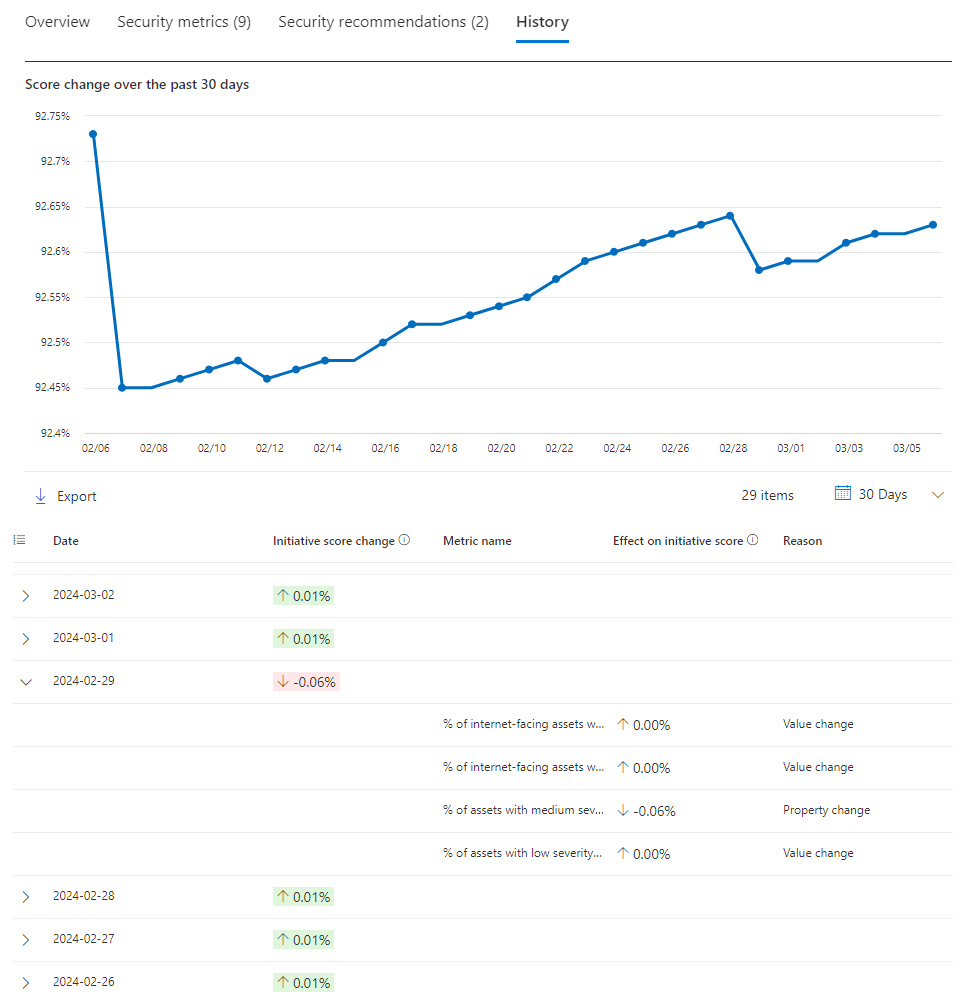 Overview Security metrics (9) Security recommendations (2) History
Score change over the past 30 days
92.75%
92.7%
92.65%
92.6%
92.55%
92.5%
92.45%
92.4%
02/06 02/08 02/10 02/12 02/14 02/16 02/18 02/20 02/22 02/24 02/26 02/28 03/01 03/03 03/05
Export 29 items 30 Days
Date Initiative score change Metric name Effect on initiative score Reason
2024-03-02 0.01%
2024-03-01 0.01%
2024-02-29 -0.06%
% of internet-facing assets w... 0.00% Value change
% of internet-facing assets w... 0.00% Value change
% of assets with medium sev... -0.06% Property change
% of assets with low severity... 0.00% Value change
2024-02-28 0.01%
2024-02-27 0.01%
2024-02-26 0.01%